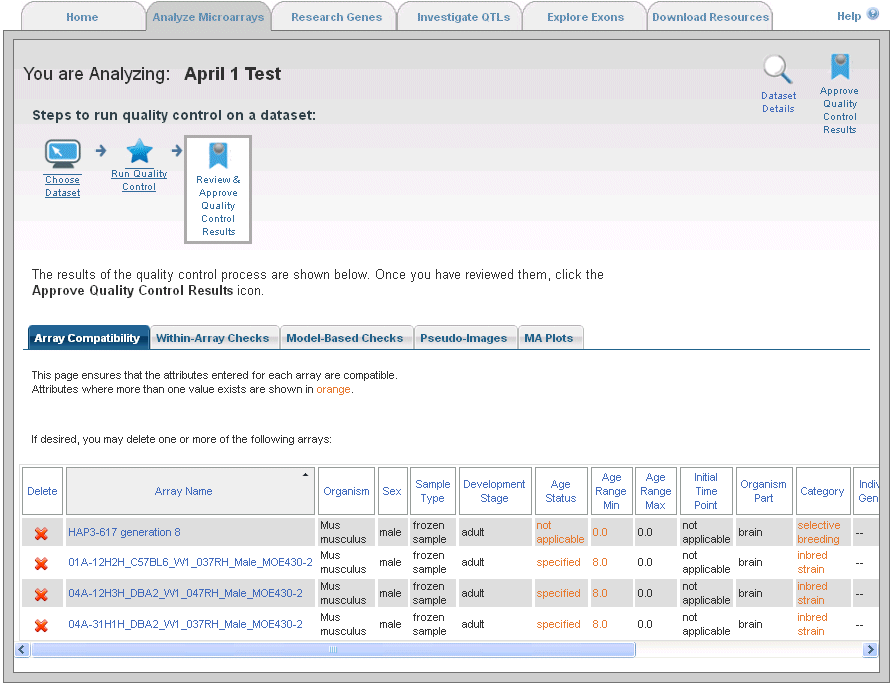 Home Analyze Microarrays Research Genes Investigate QTLs Explore Exons Download Resources Help
You are Analyzing: April 1 Test
Dataset
Details
Approve
Quality
Control
Results
Steps to run quality control on a dataset:
Choose
Dataset
Run Quality
Control
Review &
Approve
Quality
Control
Results
The results of the quality control process are shown below. Once you have reviewed them, click the
Approve Quality Control Results icon.
Array Compatibility Within-Array Checks Model-Based Checks Pseudo-Images MA Plots
This page ensures that the attributes entered for each array are compatible.
Attributes where more than one value exists are shown in orange.
If desired, you may delete one or more of the following arrays:
Delete Array Name Organism Sex Sample Type Development Stage Age Status Age Range Min Age Range Max Initial Time Point Organism Part Category Indiv Gen
HAP3-617 generation 8 Mus musculus male frozen sample adult not applicable 0.0 0.0 not applicable brain selective breeding --
01A-12H2H_C57BL6_W1_037RH_Male_MOE430-2 Mus musculus male frozen sample adult specified 8.0 0.0 not applicable brain inbred strain --
04A-12H3H_DBA2_W1_047RH_Male_MOE430-2 Mus musculus male frozen sample adult specified 8.0 0.0 not applicable brain inbred strain --
04A-31H1H_DBA2_W1_037RH_Male_MOE430-2 Mus musculus male frozen sample adult specified 8.0 0.0 not applicable brain inbred strain --